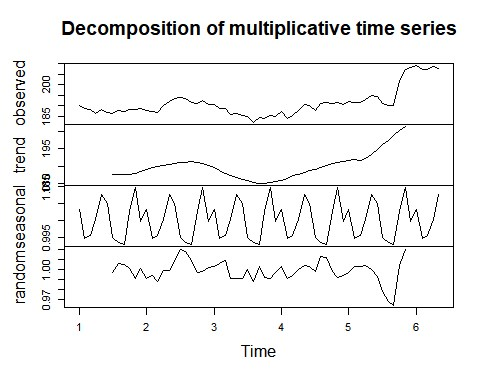 Decomposition of multiplicative time series
observed
200
185
trend
195
seasonal
0.995
random
1.00
0.97
1 2 3 4 5 6
Time